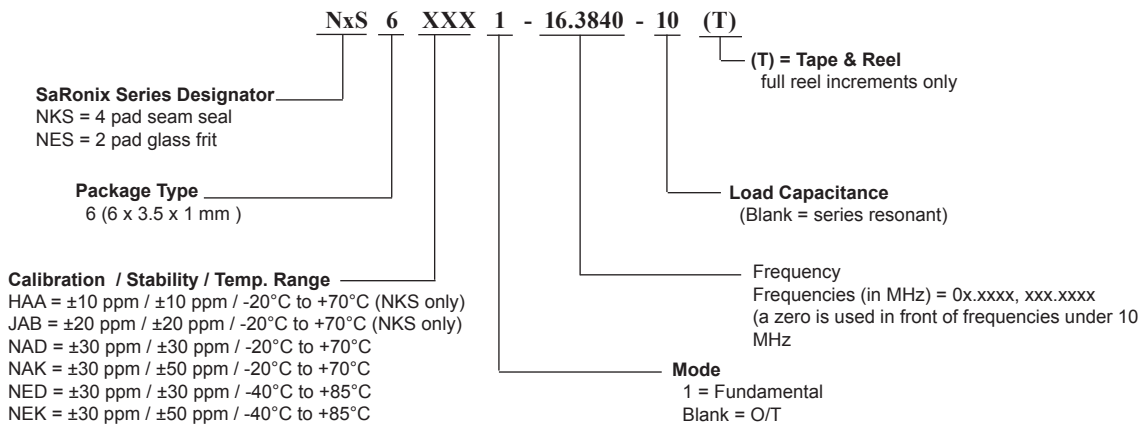 NxS 6 XXX 1 - 16.3840 - 10 (T)
(T) = Tape & Reel
full reel increments only
SaRonix Series Designator
NKS = 4 pad seam seal
NES = 2 pad glass frit
Package Type
6 (6 x 3.5 x 1 mm )
Load Capacitance
(Blank = series resonant)
Calibration / Stability / Temp. Range
HAA = ±10 ppm / ±10 ppm / -20°C to +70°C (NKS only)
JAB = ±20 ppm / ±20 ppm / -20°C to +70°C (NKS only)
NAD = ±30 ppm / ±30 ppm / -20°C to +70°C
NAK = ±30 ppm / ±50 ppm / -20°C to +70°C
NED = ±30 ppm / ±30 ppm / -40°C to +85°C
NEK = ±30 ppm / ±50 ppm / -40°C to +85°C
Frequency
Frequencies (in MHz) = 0x.xxxx, xxx.xxxx
(a zero is used in front of frequencies under 10
MHz
Mode
1 = Fundamental
Blank = O/T